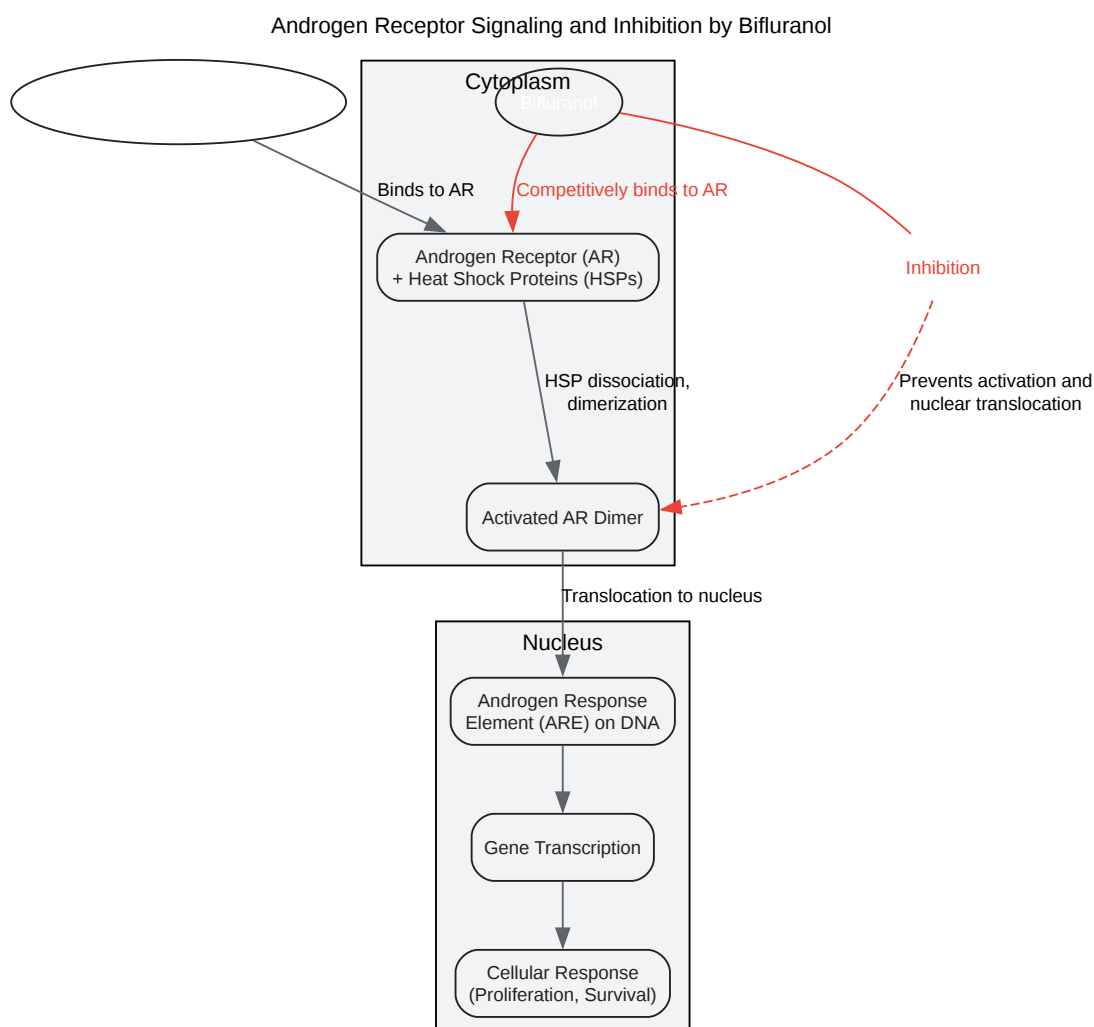 Androgen Receptor Signaling and Inhibition by Bifluranol
Cytoplasm
Bifluranol
Binds to AR
Competitively binds to AR
Androgen Receptor (AR)
+ Heat Shock Proteins (HSPs)
Inhibition
HSP dissociation,
dimerization
Prevents activation and
nuclear translocation
Activated AR Dimer
Translocation to nucleus
Nucleus
Androgen Response
Element (ARE) on DNA
Gene Transcription
Cellular Response
(Proliferation, Survival)